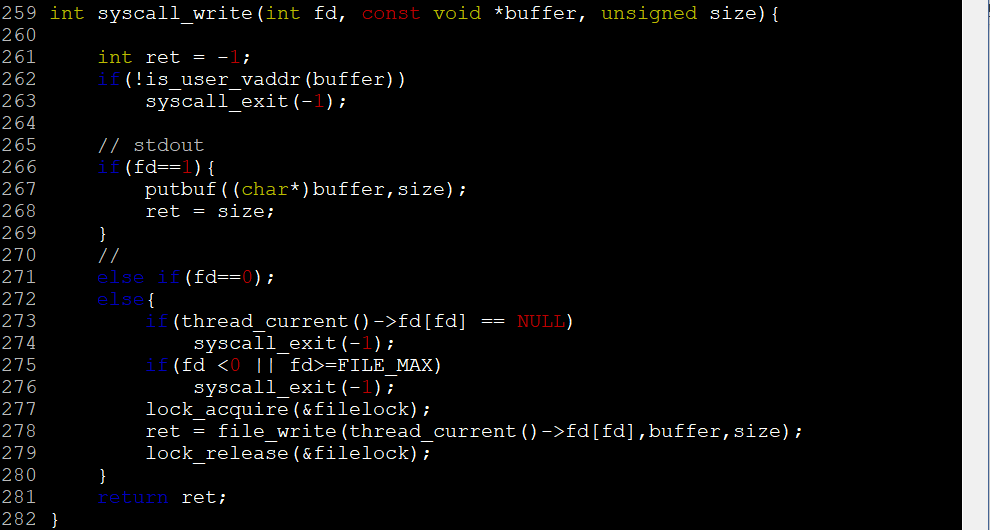 259 int syscall_write(int fd, const void *buffer, unsigned size){
260
261     int ret = -1;
262     if(!is_user_vaddr(buffer))
263         syscall_exit(-1);
264
265     // stdout
266     if(fd==1){
267         putbuf((char*)buffer,size);
268         ret = size;
269     }
270     //
271     else if(fd==0);
272     else{
273         if(thread_current()->fd[fd] == NULL)
274             syscall_exit(-1);
275         if(fd <0 || fd>=FILE_MAX)
276             syscall_exit(-1);
277         lock_acquire(&filelock);
278         ret = file_write(thread_current()->fd[fd],buffer,size);
279         lock_release(&filelock);
280     }
281     return ret;
282 }